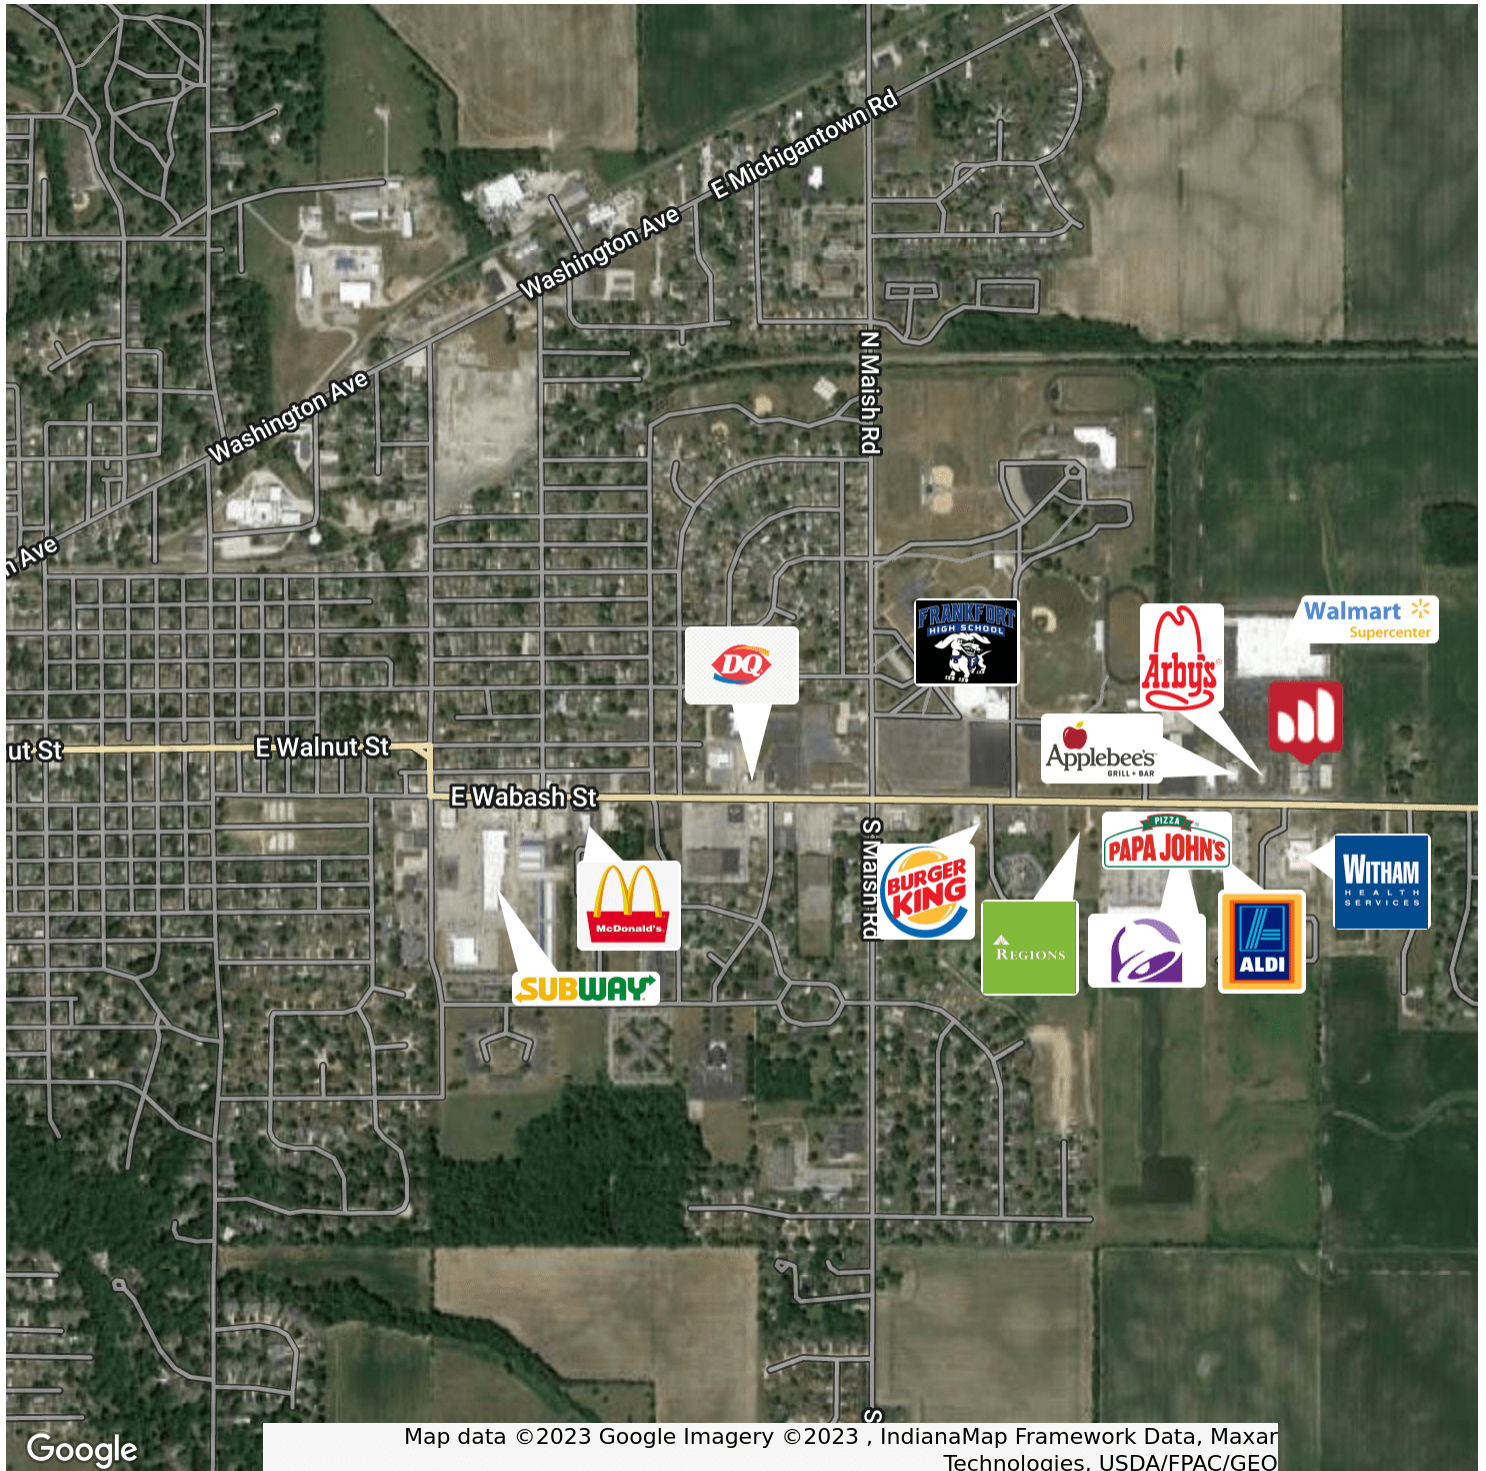 E Michigantown Rd
Washington Ave
N Maish Rd
Washington Ave
n Ave
FRANKFORT
HIGH SCHOOL
Walmart
Supercenter
Arby's
DQ
Applebee's
GRILL + BAR
ut St
E Walnut St
E Wabash St
S Maish Rd
PIZZA
PAPA JOHN'S
BURGER
KING
WITHAM
HEALTH
SERVICES
McDonald's
REGIONS
ALDI
SUBWAY
S
Google
Map data ©2023 Google Imagery ©2023 , IndianaMap Framework Data, Maxar
Technologies, USDA/FPAC/GEO